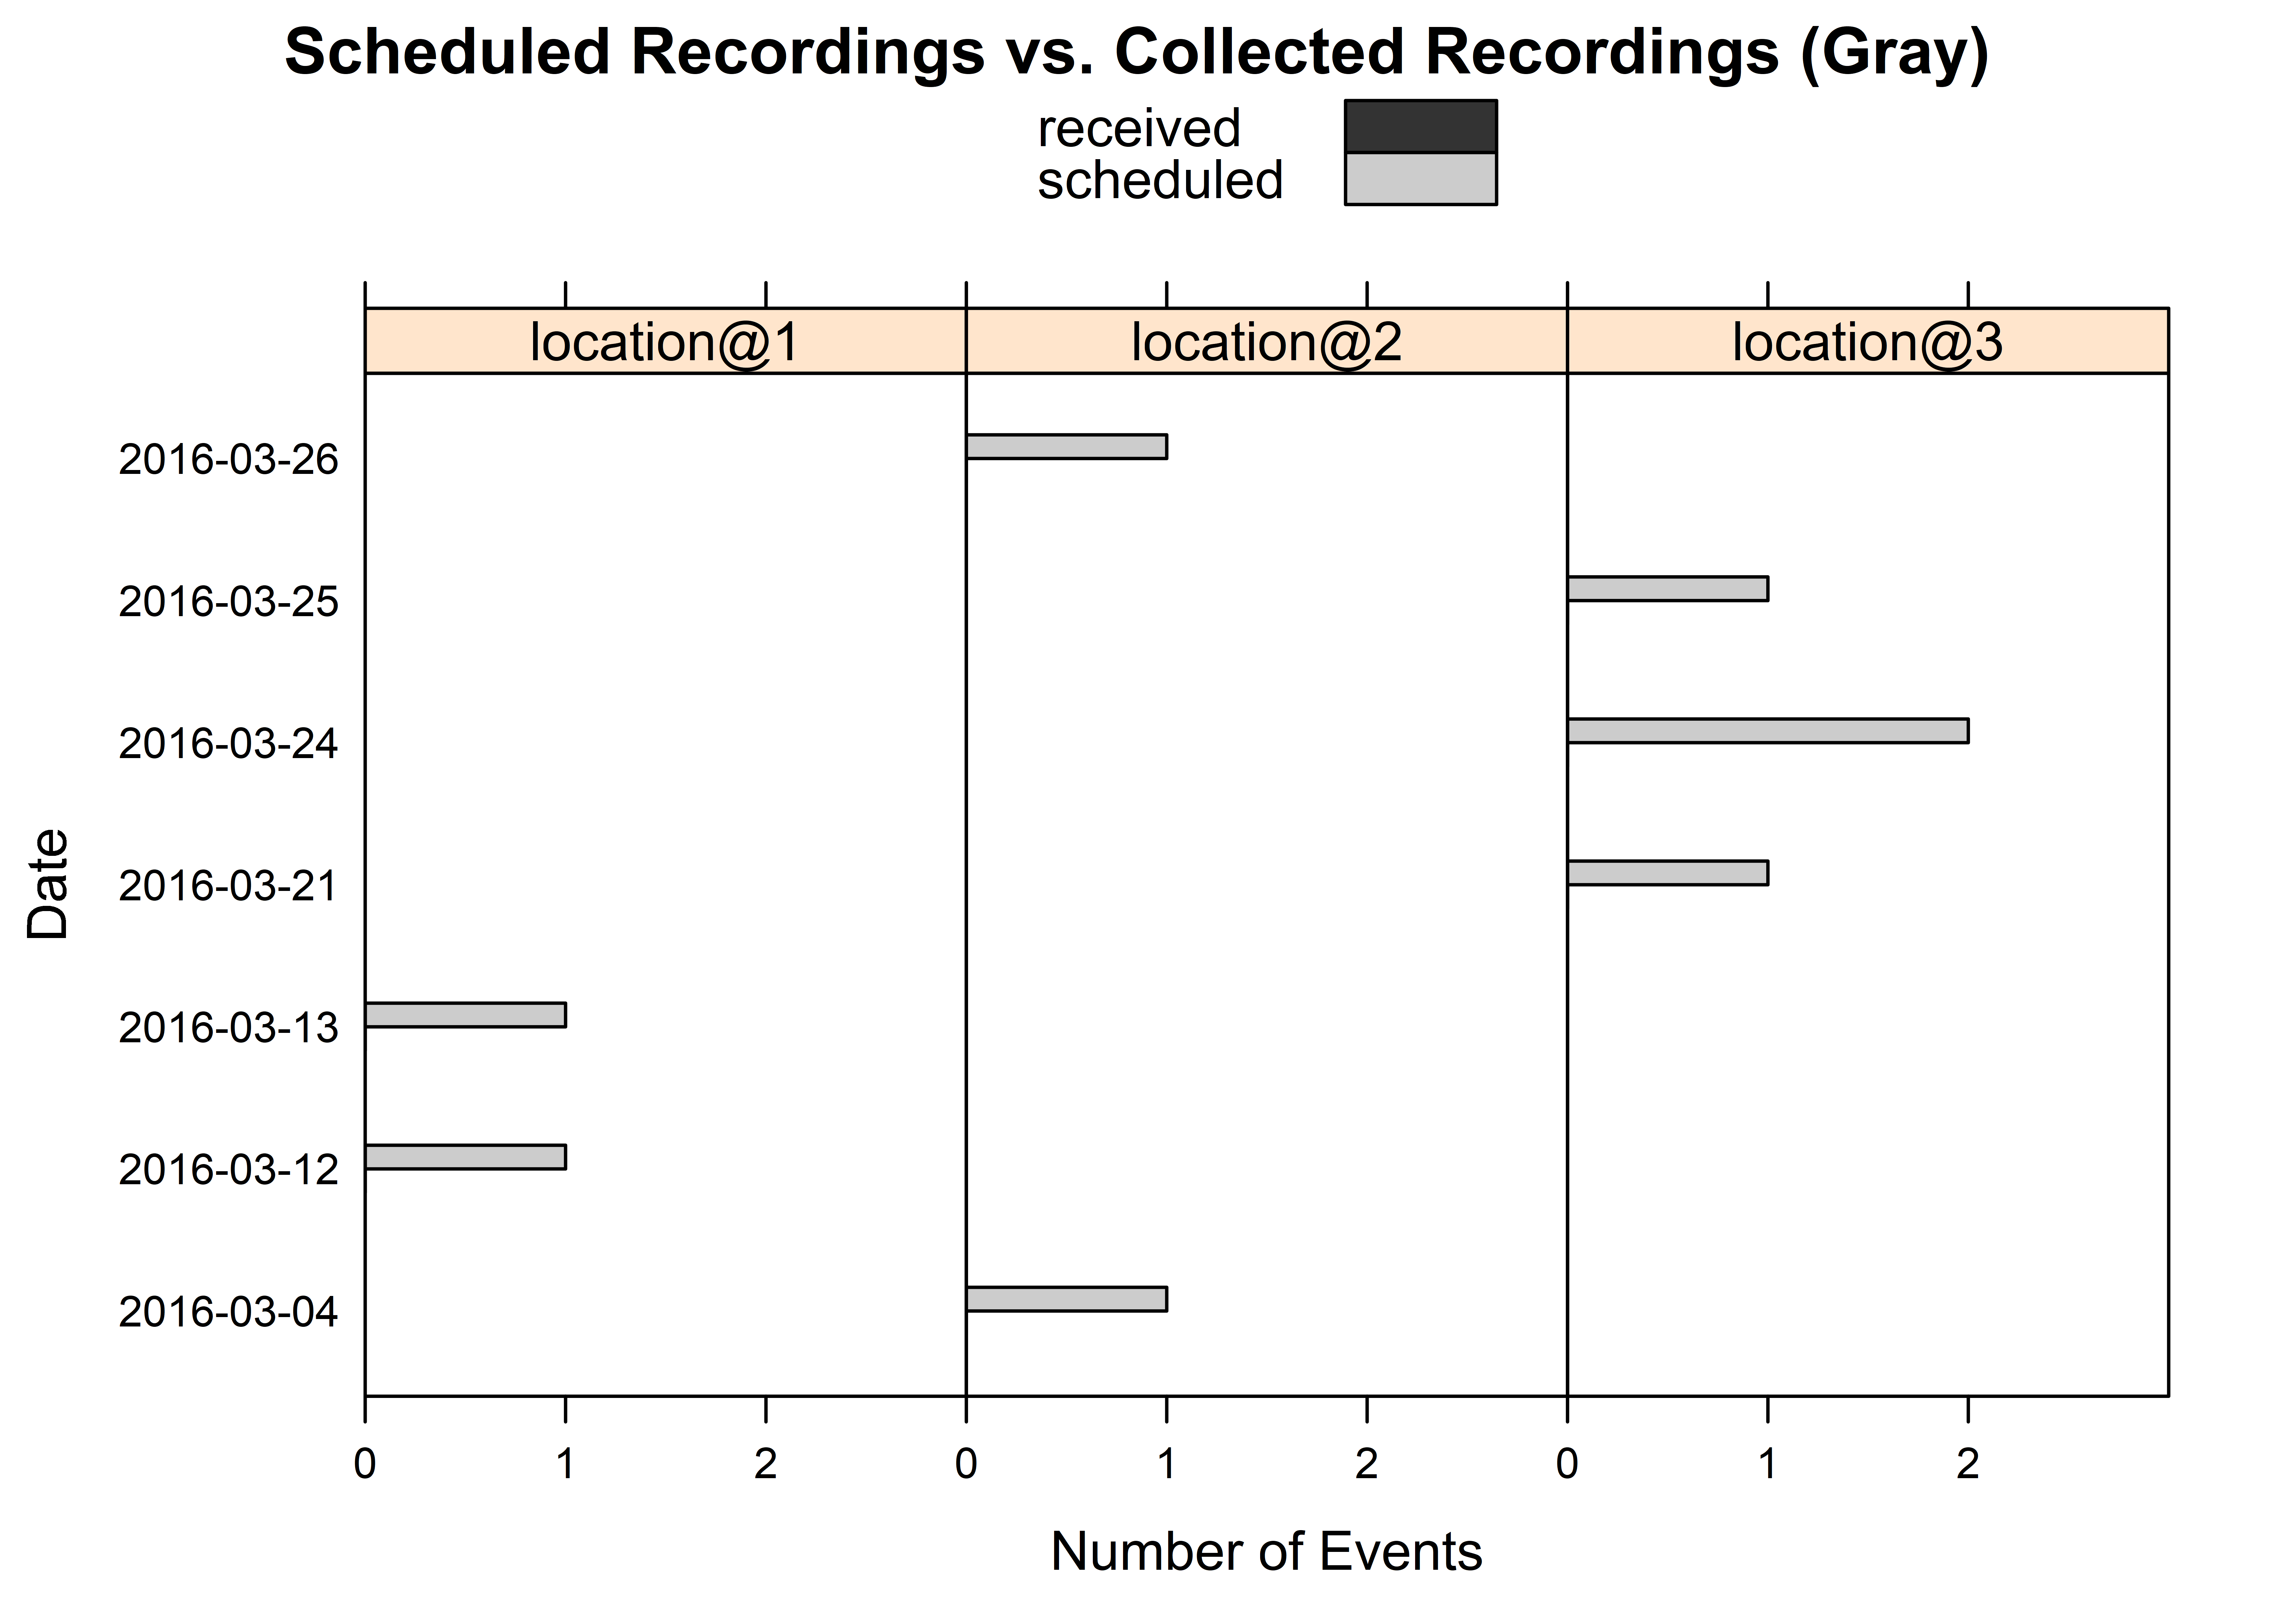 Scheduled Recordings vs. Collected Recordings (Gray)
received
scheduled
location@1 location@2 location@3
2016-03-26
2016-03-25
2016-03-24
2016-03-21
2016-03-13
2016-03-12
2016-03-04
Date
0 1 2 0 1 2 0 1 2
Number of Events